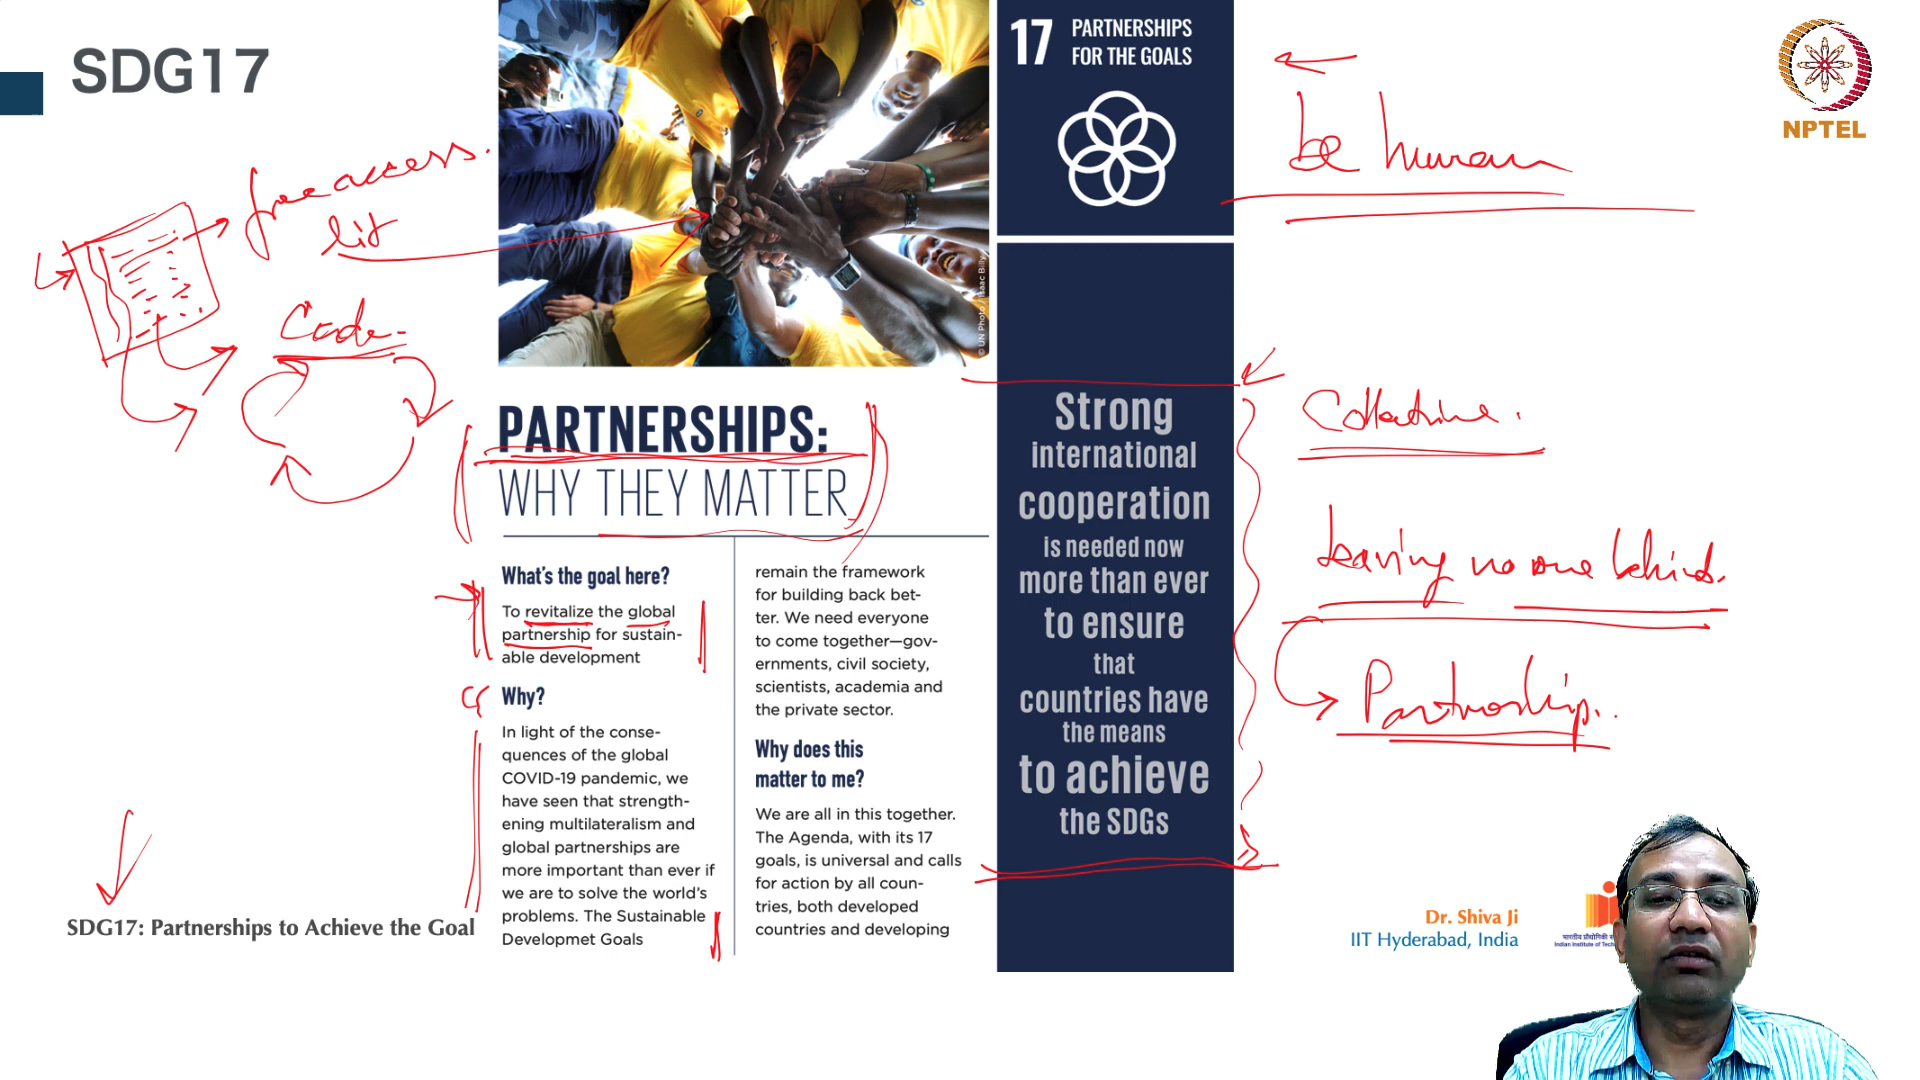 SDG17
17 PARTNERSHIPS
FOR THE GOALS
NPTEL
be human
free access.
lit
Code.
© UN Photo / Isaac Billy
PARTNERSHIPS:
WHY THEY MATTER
What's the goal here?
To revitalize the global
partnership for sustain-
able development
Why?
In light of the conse-
quences of the global
COVID-19 pandemic, we
have seen that strength-
ening multilateralism and
global partnerships are
more important than ever if
we are to solve the world's
problems. The Sustainable
Developmet Goals
remain the framework
for building back bet-
ter. We need everyone
to come together—gov-
ernments, civil society,
scientists, academia and
the private sector.
Why does this
matter to me?
We are all in this together.
The Agenda, with its 17
goals, is universal and calls
for action by all coun-
tries, both developed
countries and developing
Strong
international
cooperation
is needed now
more than ever
to ensure
that
countries have
the means
to achieve
the SDGs
Collective.
leaving no one behind.
Partnership.
SDG17: Partnerships to Achieve the Goal
Dr. Shiva Ji
IIT Hyderabad, India
Indian Institute of Tech